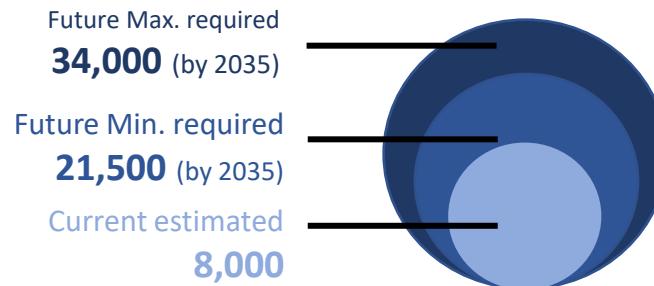 Future Max. required
34,000 (by 2035)
Future Min. required
21,500 (by 2035)
Current estimated
8,000